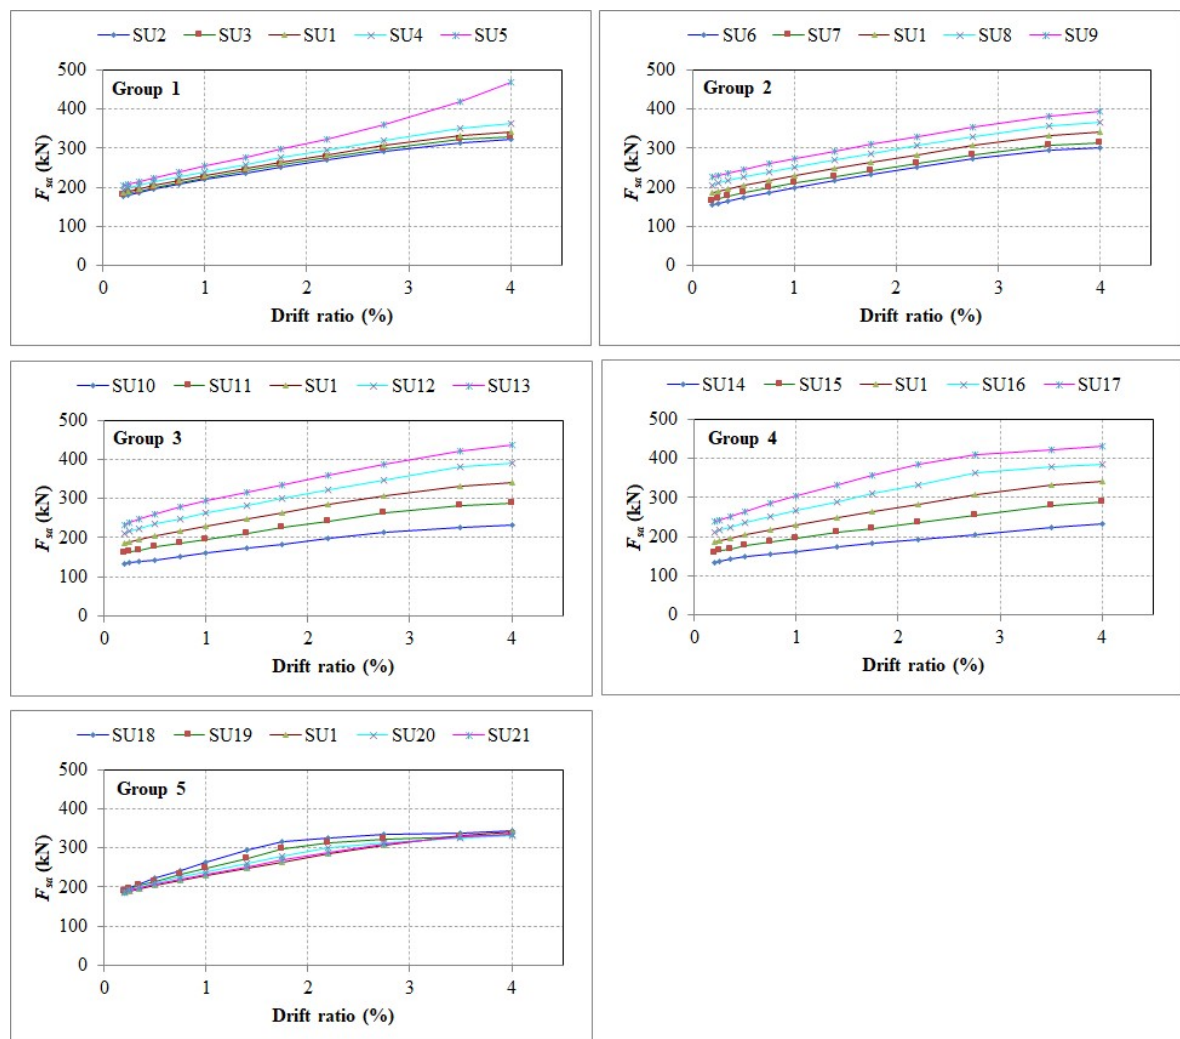 SU2 SU3 SU1 SU4 SU5
500
Group 1
400
300
200
100
0
F_sa (kN)
0 1 2 3 4
Drift ratio (%)
SU6 SU7 SU1 SU8 SU9
500
Group 2
400
300
200
100
0
F_sa (kN)
0 1 2 3 4
Drift ratio (%)
SU10 SU11 SU1 SU12 SU13
500
Group 3
400
300
200
100
0
F_sa (kN)
0 1 2 3 4
Drift ratio (%)
SU14 SU15 SU1 SU16 SU17
500
Group 4
400
300
200
100
0
F_sa (kN)
0 1 2 3 4
Drift ratio (%)
SU18 SU19 SU1 SU20 SU21
500
Group 5
400
300
200
100
0
F_sa (kN)
0 1 2 3 4
Drift ratio (%)